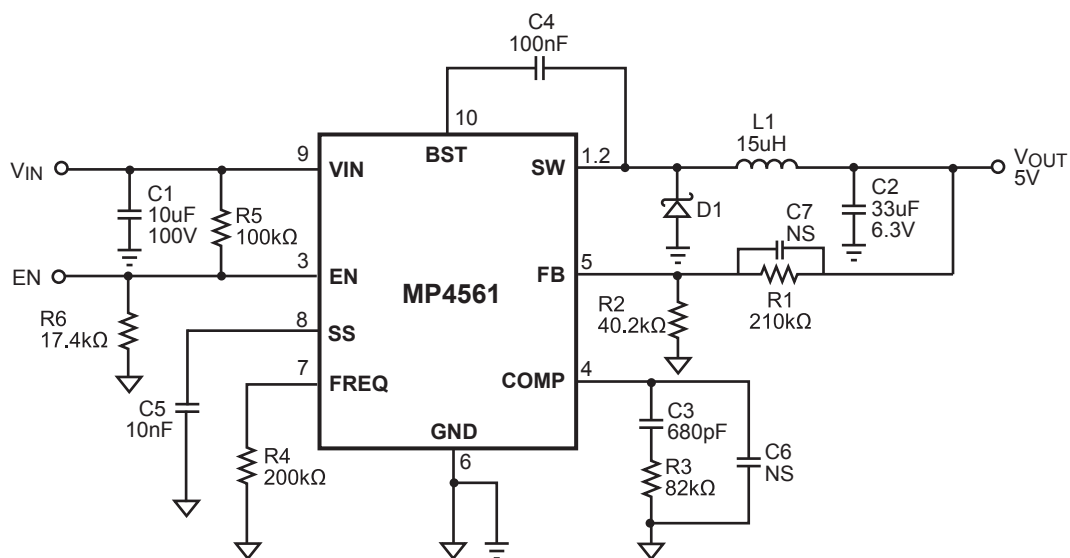 C4
100nF
10
BST
9
VIN
VIN
C1
10uF
100V
R5
100kΩ
EN
3
EN
R6
17.4kΩ
8
SS
7
FREQ
C5
10nF
R4
200kΩ
MP4561
GND
6
SW
1.2
L1
15uH
VOUT
5V
D1
C2
33uF
6.3V
C7
NS
FB
5
R1
210kΩ
R2
40.2kΩ
COMP
4
C3
680pF
R3
82kΩ
C6
NS